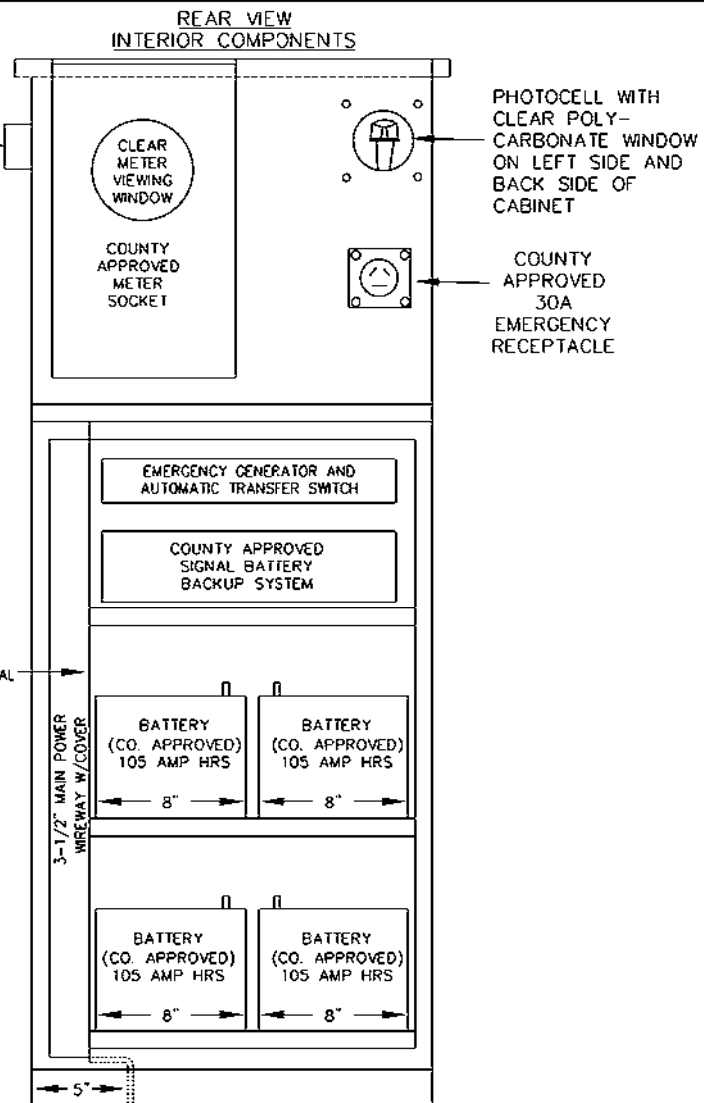 REAR VIEW
INTERIOR COMPONENTS
CLEAR
METER
VIEWING
WINDOW
COUNTY
APPROVED
METER
SOCKET
PHOTOCELL WITH
CLEAR POLY-
CARBONATE WINDOW
ON LEFT SIDE AND
BACK SIDE OF
CABINET
COUNTY
APPROVED
30A
EMERGENCY
RECEPTACLE
EMERGENCY GENERATOR AND
AUTOMATIC TRANSFER SWITCH
COUNTY APPROVED
SIGNAL BATTERY
BACKUP SYSTEM
AL
3-1/2" MAIN POWER
WIREWAY W/COVER
BATTERY
(CO. APPROVED)
105 AMP HRS
8"
BATTERY
(CO. APPROVED)
105 AMP HRS
8"
BATTERY
(CO. APPROVED)
105 AMP HRS
8"
BATTERY
(CO. APPROVED)
105 AMP HRS
8"
5"